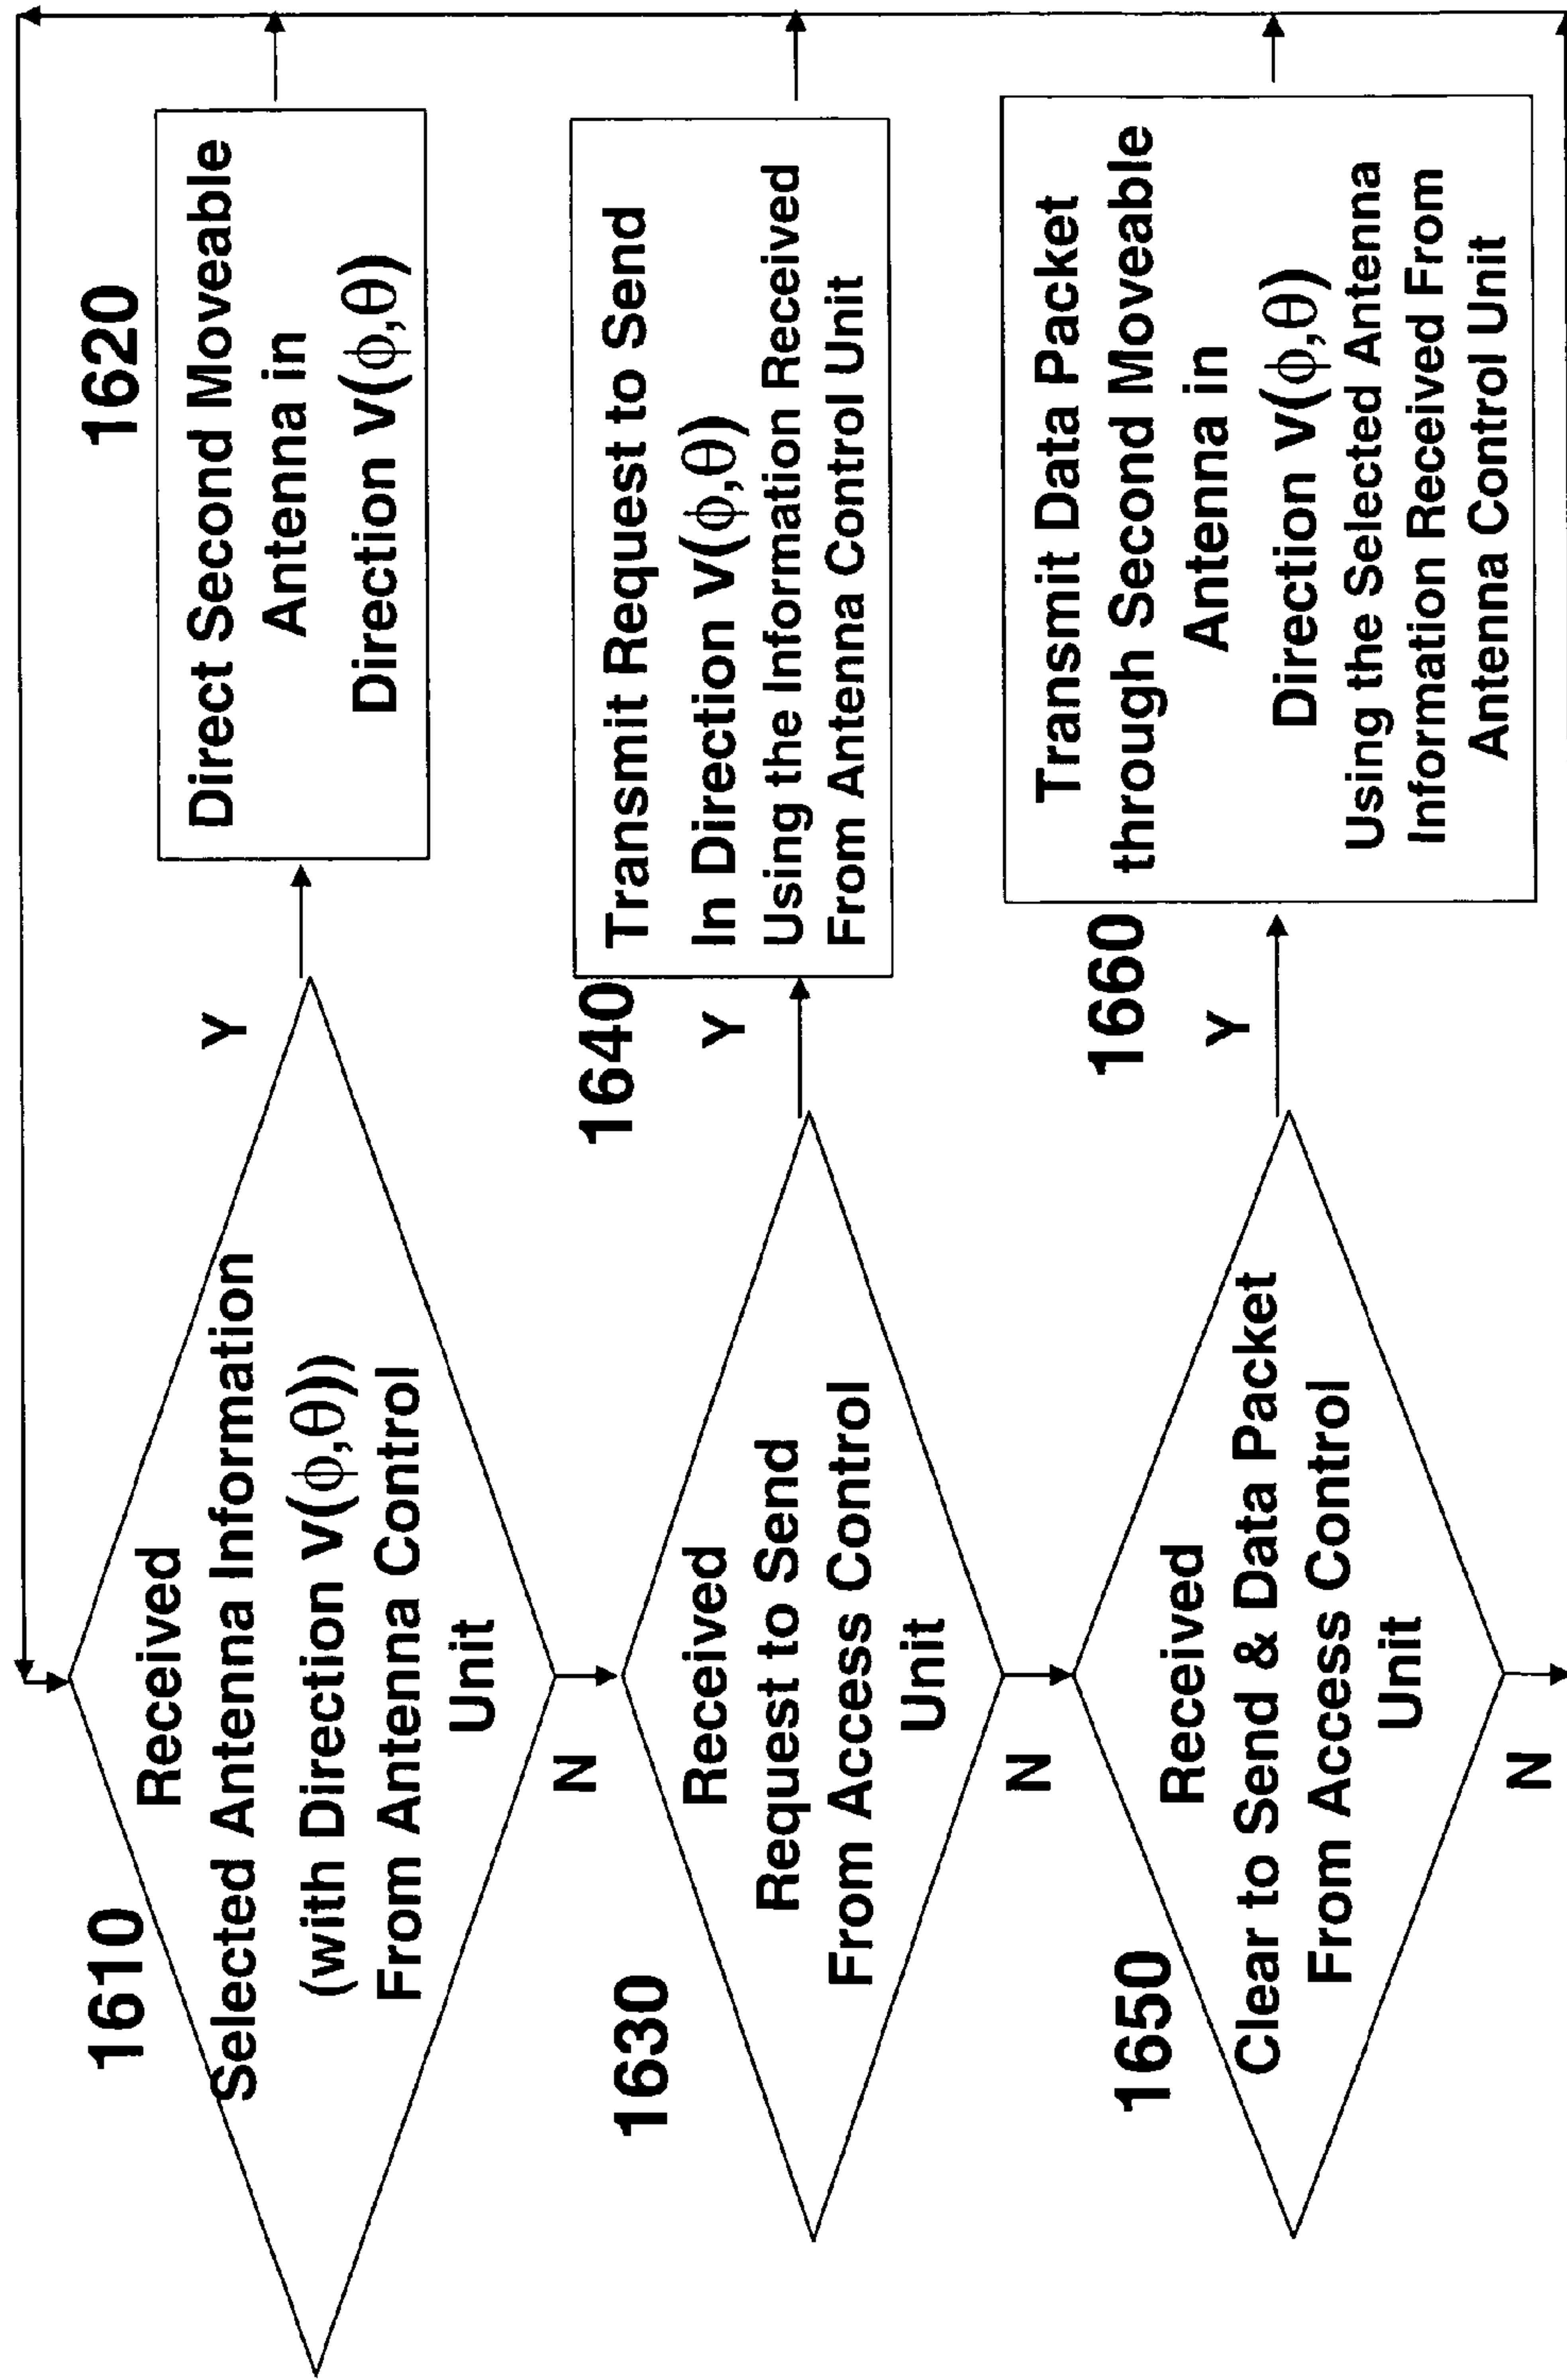 1610
Received
Selected Antenna Information
(with Direction V(ϕ,θ))
From Antenna Control
Unit
Y
N
1620
Direct Second Moveable
Antenna in
Direction V(ϕ,θ)
1630
Received
Request to Send
From Access Control
Unit
Y
N
1640
Transmit Request to Send
In Direction V(ϕ,θ)
Using the Information Received
From Antenna Control Unit
1650
Received
Clear to Send & Data Packet
From Access Control
Unit
Y
N
1660
Transmit Data Packet
through Second Moveable
Antenna in
Direction V(ϕ,θ)
Using the Selected Antenna
Information Received From
Antenna Control Unit